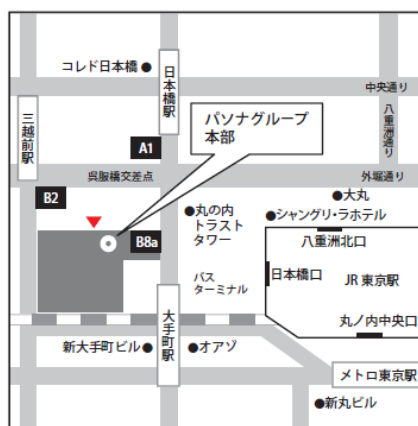 コレド日本橋
日本橋駅
中央通り
八重洲通り
三越前駅
パソナグループ
本部
A1
呉服橋交差点
外堀通り
B2
大丸
丸の内
トラスト
タワー
シャングリ・ラホテル
八重洲北口
B8a
日本橋口
JR 東京駅
バス
ターミナル
丸ノ内中央口
大手町駅
新大手町ビル
オアゾ
メトロ東京駅
新丸ビル